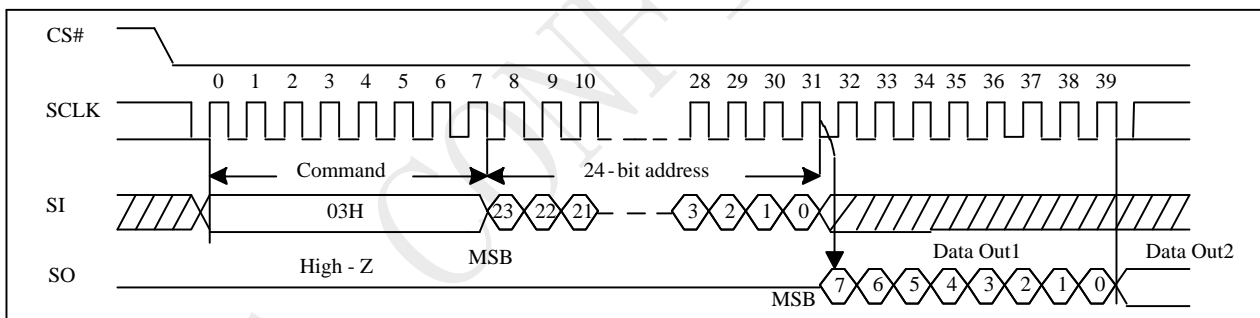 CS#
0 1 2 3 4 5 6 7 8 9 10 28 29 30 31 32 33 34 35 36 37 38 39
SCLK
Command 24-bit address
SI 03H 23 22 21 3 2 1 0
MSB Data Out1 Data Out2
High - Z
SO 7 6 5 4 3 2 1 0
MSB